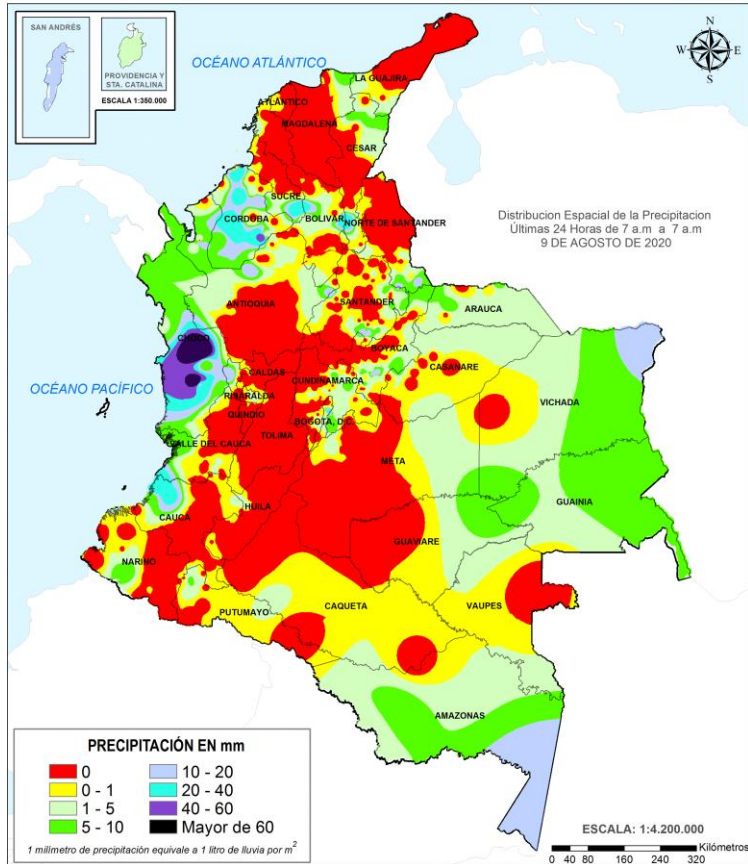 SAN ANDRÉS
PROVIDENCIA Y
STA. CATALINA
ESCALA 1:350.000
OCÉANO ATLÁNTICO
N
W
E
S
LA GUAJIRA
ATLÁNTICO
MAGDALENA
CESAR
SUCRE
CORDOBA
BOLIVAR
NORTE DE SANTANDER
Distribucion Espacial de la Precipitacion
Últimas 24 Horas de 7 a.m a 7 a.m
9 DE AGOSTO DE 2020
ANTIOQUIA
SANTANDER
ARAUCA
CHOCO
BOYACA
OCÉANO PACÍFICO
CALDAS
CUNDINAMARCA
CASANARE
RISARALDA
VICHADA
QUINDIO
BOGOTA, D.C.
TOLIMA
VALLE DEL CAUCA
META
GUAINIA
HUILA
CAUCA
GUAVIARE
NARIÑO
PUTUMAYO
CAQUETA
VAUPES
AMAZONAS
PRECIPITACIÓN EN mm
0
10 - 20
0 - 1
20 - 40
1 - 5
40 - 60
5 - 10
Mayor de 60
1 milímetro de precipitación equivale a 1 litro de lluvia por m²
ESCALA: 1:4.200.000
Kilómetros
0 40 80 160 240 320